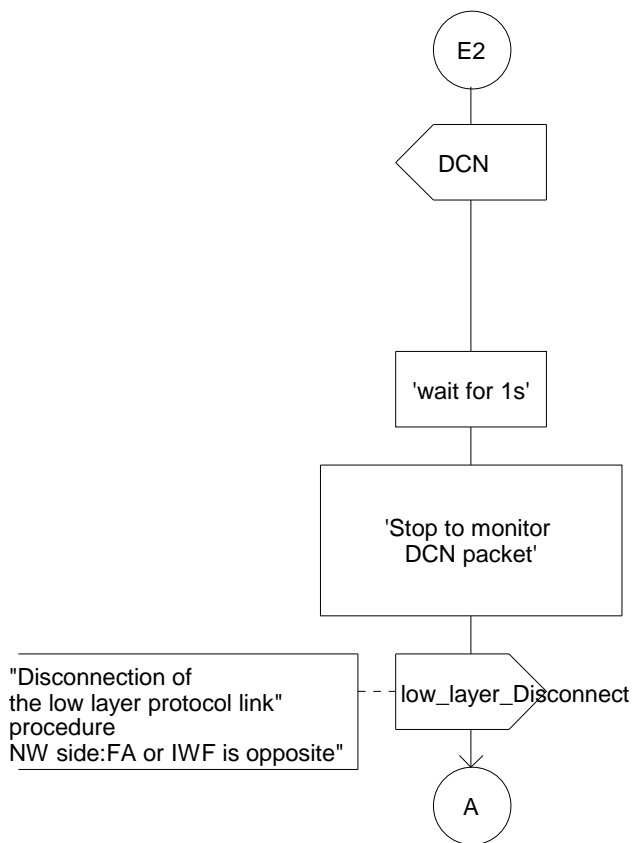 E2
DCN
'wait for 1s'
'Stop to monitor
DCN packet'
"Disconnection of
the low layer protocol link"
procedure
NW side:FA or IWF is opposite"
low_layer_Disconnect
A